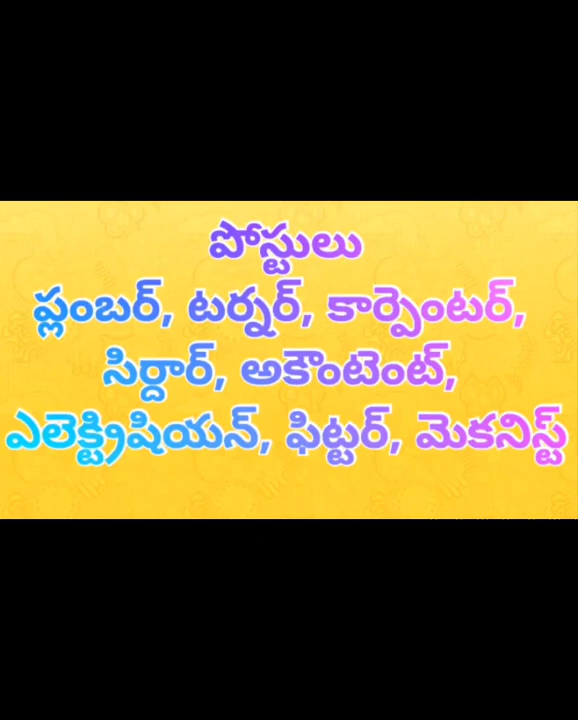 పోస్టులు
ప్లంబర్, టర్నర్, కార్పెంటర్,
సిర్దార్, అకౌంటెంట్,
ఎలెక్ట్రిషియన్, ఫిట్టర్, మెకనిస్ట్